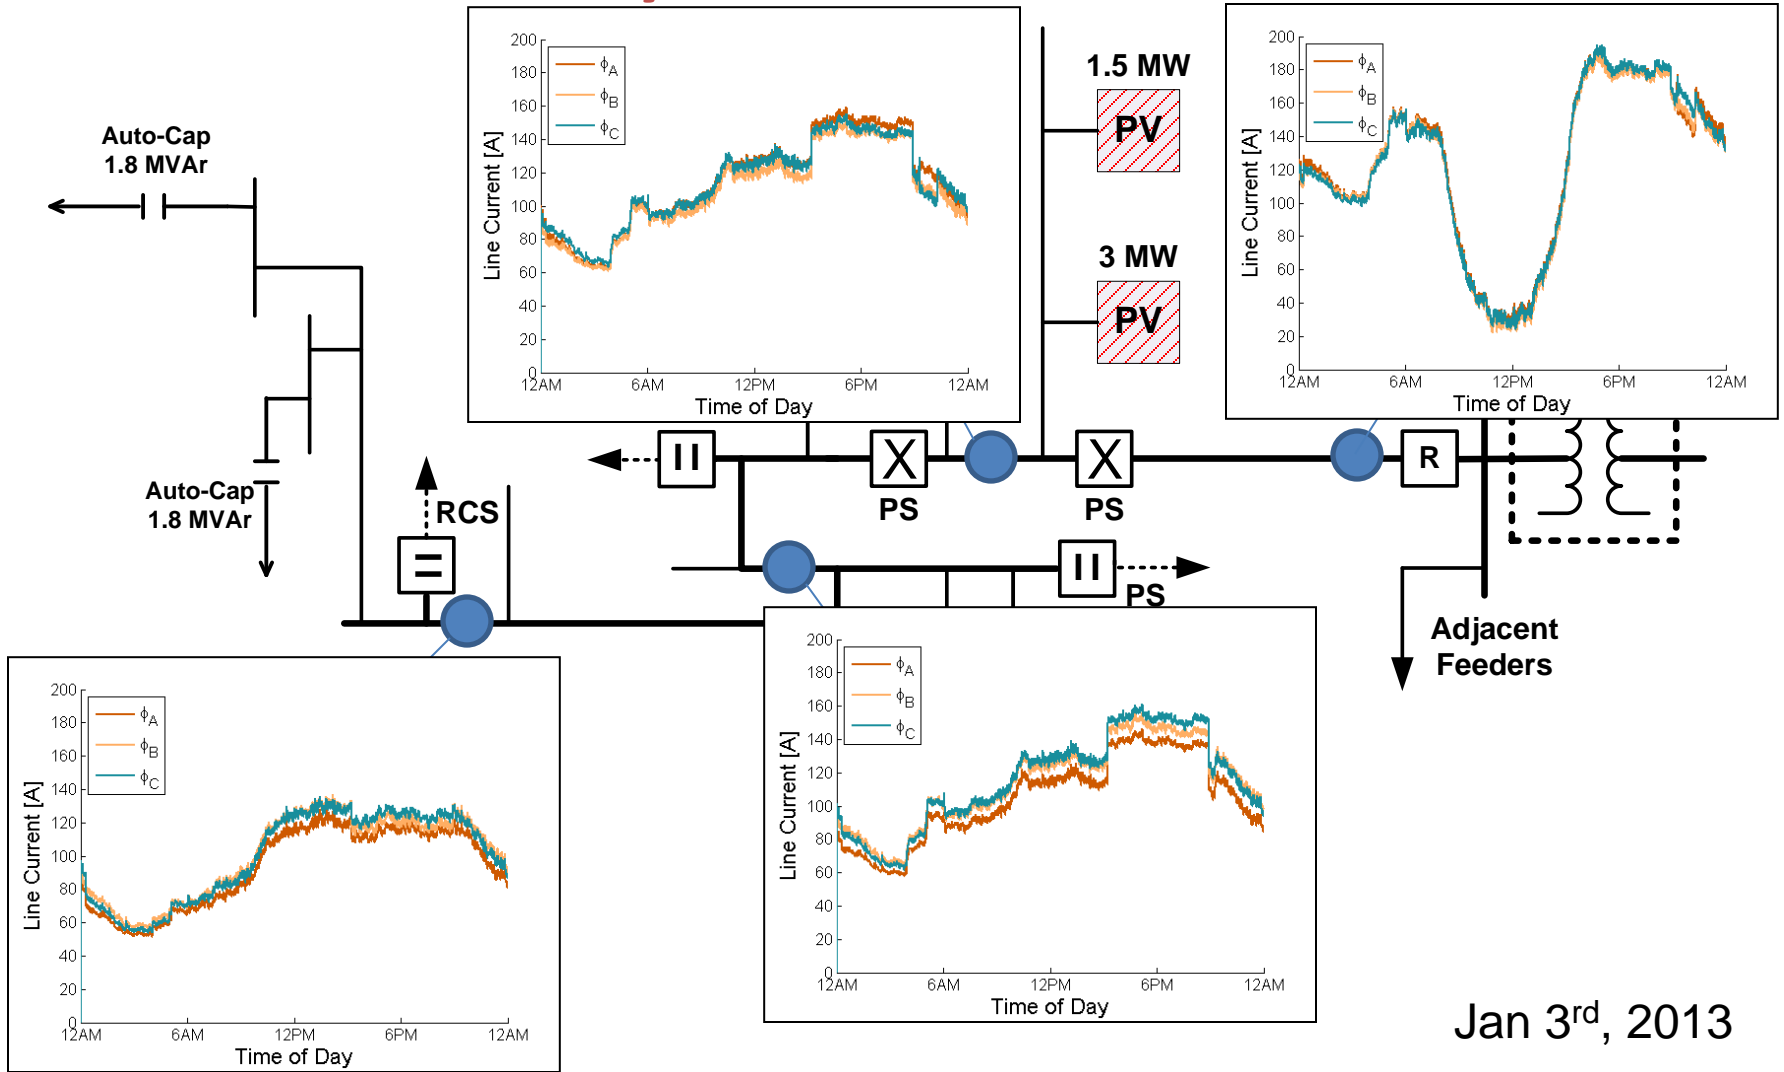 200
180
160
140
120
100
80
60
40
20
0
Line Current [A]
ϕA
ϕB
ϕC
12AM
6AM
12PM
6PM
12AM
Time of Day
1.5 MW
PV
3 MW
PV
200
180
160
140
120
100
80
60
40
20
0
Line Current [A]
ϕA
ϕB
ϕC
12AM
6AM
12PM
6PM
12AM
Time of Day
Auto-Cap
1.8 MVAr
Auto-Cap
1.8 MVAr
RCS
X
PS
X
PS
R
PS
Adjacent
Feeders
200
180
160
140
120
100
80
60
40
20
0
Line Current [A]
ϕA
ϕB
ϕC
12AM
6AM
12PM
6PM
12AM
Time of Day
200
180
160
140
120
100
80
60
40
20
0
Line Current [A]
ϕA
ϕB
ϕC
12AM
6AM
12PM
6PM
12AM
Time of Day
Jan 3rd, 2013